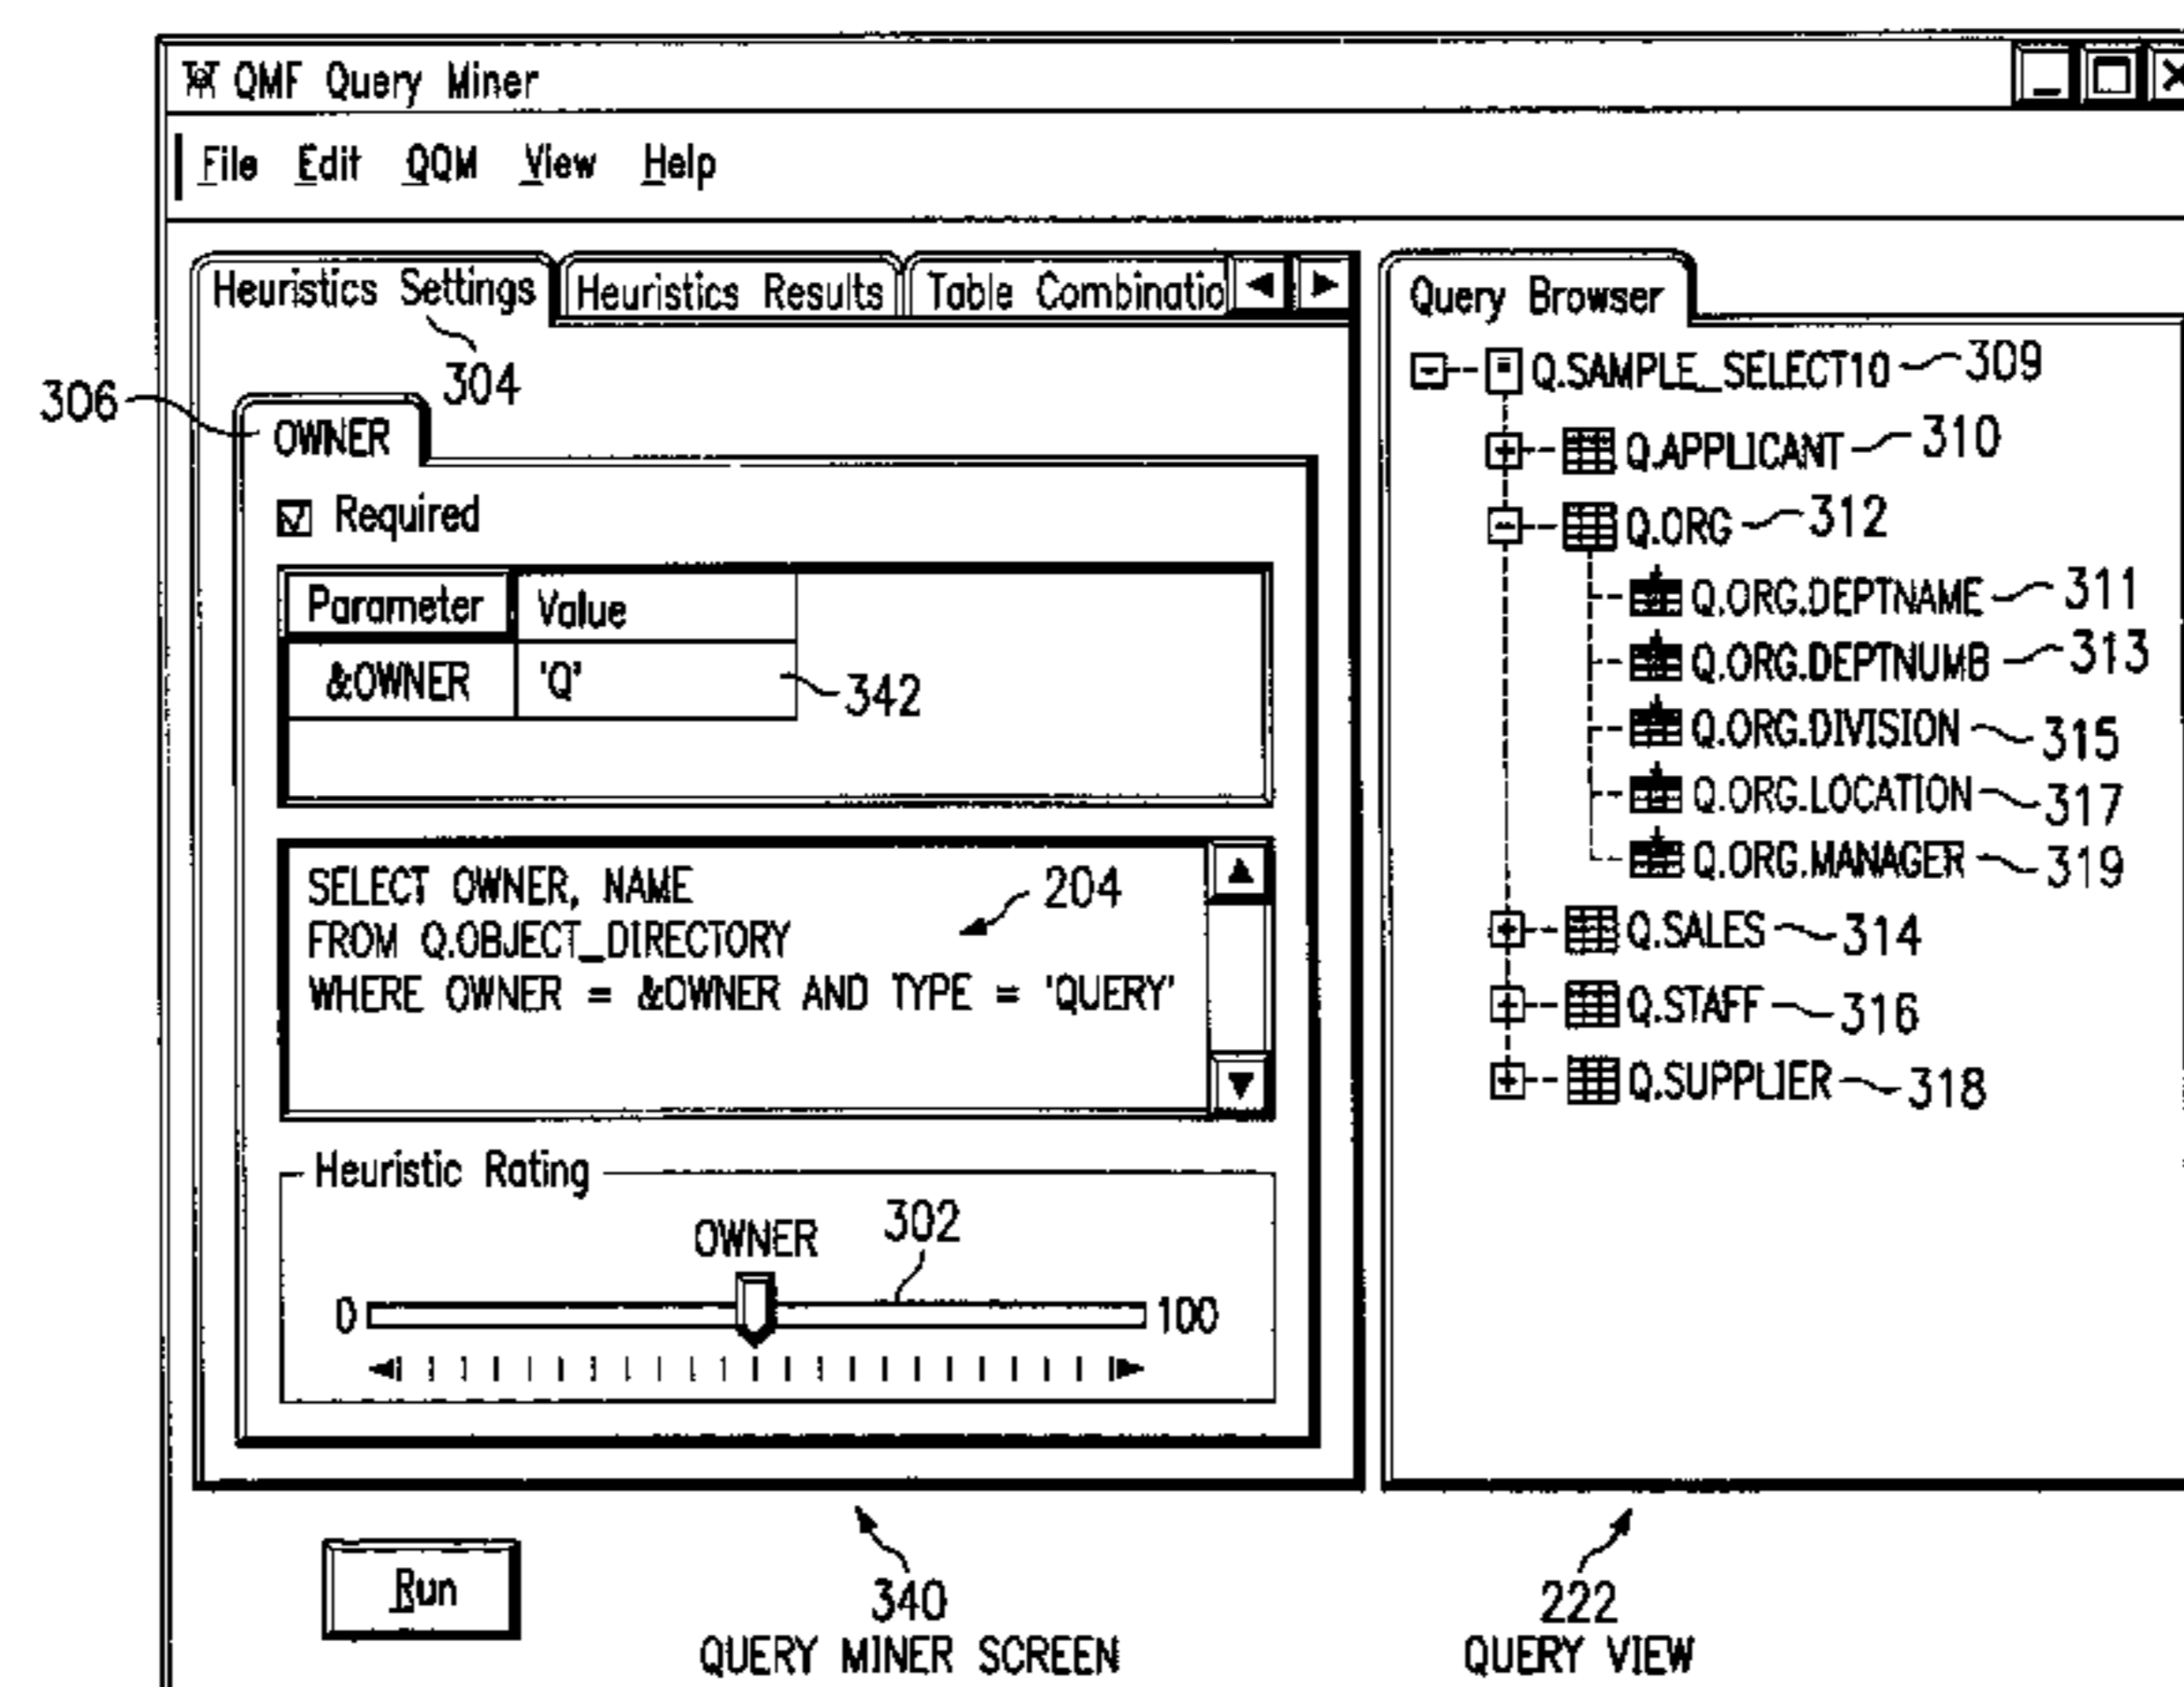 QMF Query Miner
File Edit QQM View Help
Heuristics Settings Heuristics Results Table Combinatio
304
306
OWNER
Required
Parameter Value
&OWNER 'Q'
342
SELECT OWNER, NAME
FROM Q.OBJECT_DIRECTORY
WHERE OWNER = &OWNER AND TYPE = 'QUERY'
204
Heuristic Rating
OWNER 302
0 100
Run
340
QUERY MINER SCREEN
Query Browser
Q.SAMPLE_SELECT10 309
Q.APPLICANT 310
Q.ORG 312
Q.ORG.DEPTNAME 311
Q.ORG.DEPTNUMB 313
Q.ORG.DIVISION 315
Q.ORG.LOCATION 317
Q.ORG.MANAGER 319
Q.SALES 314
Q.STAFF 316
Q.SUPPLIER 318
222
QUERY VIEW